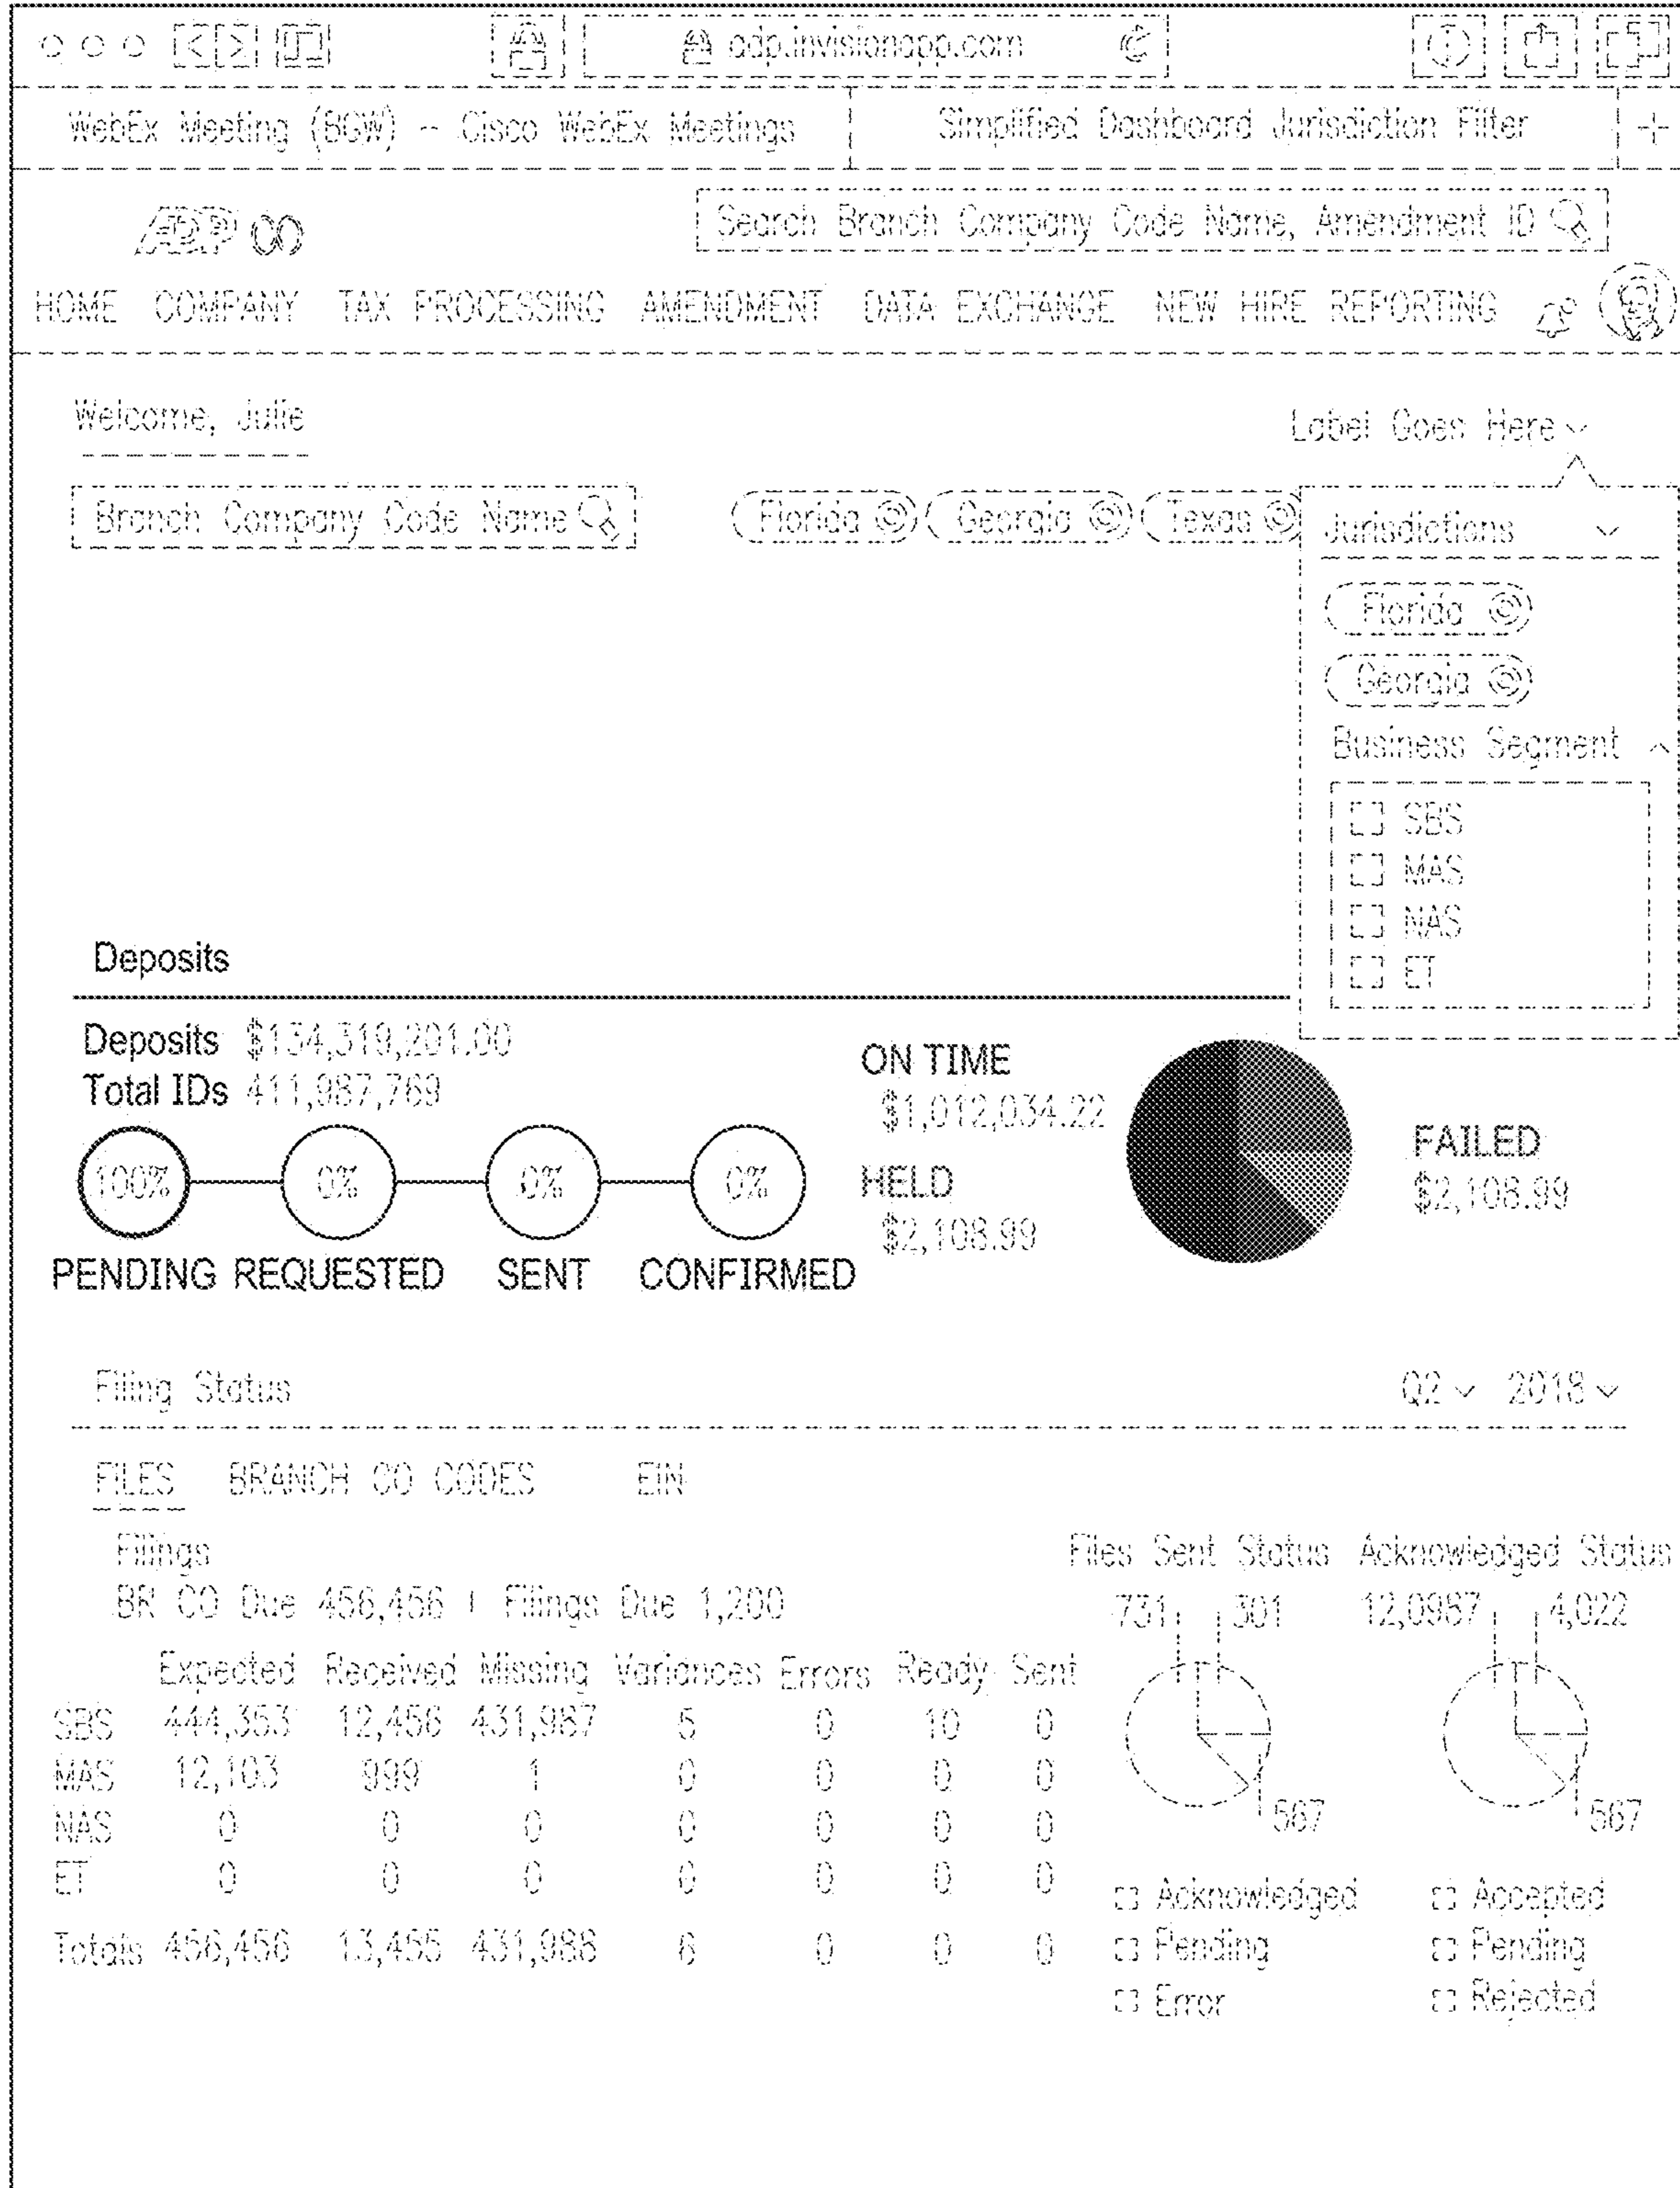 adp.invisionapp.com
WebEx Meeting (BGW) – Cisco WebEx Meetings
Simplified Dashboard Jurisdiction Filter
+
ADP
Search Branch Company Code Name, Amendment ID
HOME COMPANY TAX PROCESSING AMENDMENT DATA EXCHANGE NEW HIRE REPORTING
Welcome, Julie
Label Goes Here
Branch Company Code Name
Florida Georgia Texas
Jurisdictions
Florida
Georgia
Business Segment
SBS
MAS
NAS
ET
Deposits
Deposits $134,319,201.00
Total IDs 411,987,769
100% 0% 0% 0%
PENDING REQUESTED SENT CONFIRMED
ON TIME
$1,012,034.22
HELD
$2,108.99
FAILED
$2,108.99
Filing Status
Q2 2018
FILES BRANCH CO CODES EIN
Filings
BR CO Due 456,456 | Filings Due 1,200
Expected Received Missing Variances Errors Ready Sent
SBS 444,353 12,456 431,987 5 0 10 0
MAS 12,103 999 1 0 0 0 0
NAS 0 0 0 0 0 0 0
ET 0 0 0 0 0 0 0
Totals 456,456 13,455 431,988 6 0 0 0
Files Sent Status
731 301
567
Acknowledged
Pending
Error
Acknowledged Status
12,0987 4,022
567
Accepted
Pending
Rejected